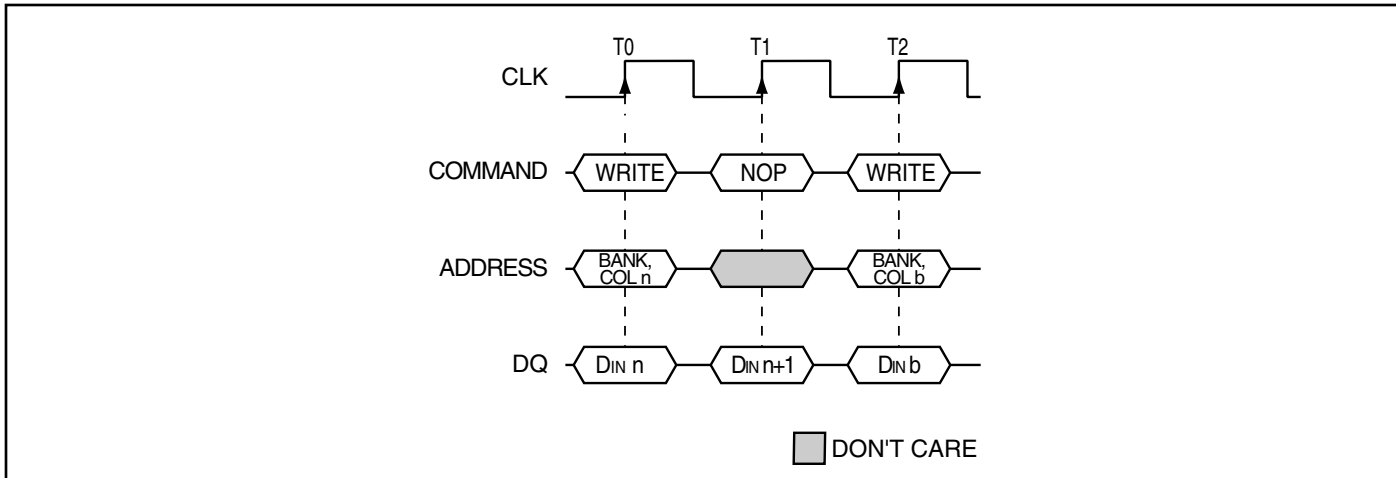 T0 T1 T2
CLK
COMMAND WRITE NOP WRITE
ADDRESS BANK, COL n BANK, COL b
DQ DIN n DIN n+1 DIN b
DON'T CARE